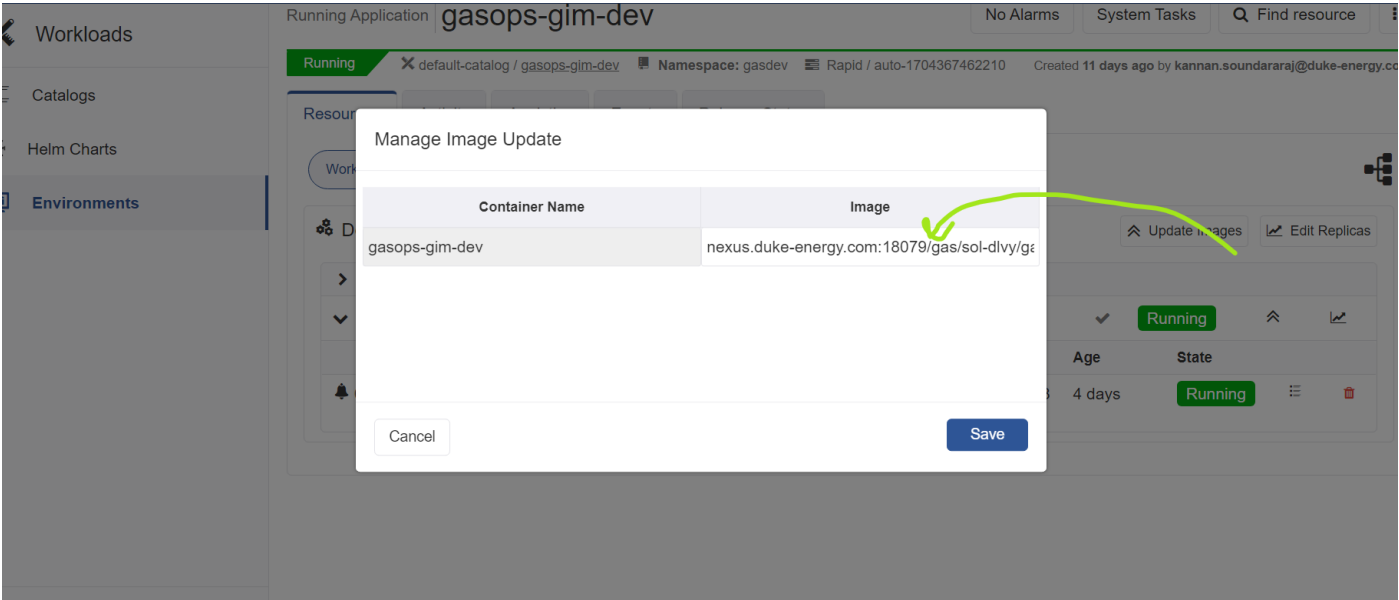 Workloads
Catalogs
Helm Charts
Environments
Running Application gasops-gim-dev No Alarms System Tasks Find resource
Running default-catalog / gasops-gim-dev Namespace: gasdev Rapid / auto-1704367462210 Created 11 days ago by kannan.soundararaj@duke-energy.co
Resour
Work
D Update Images Edit Replicas
Running
Age State
4 days Running
Manage Image Update
Container Name Image
gasops-gim-dev nexus.duke-energy.com:18079/gas/sol-dlvy/ga
Cancel Save